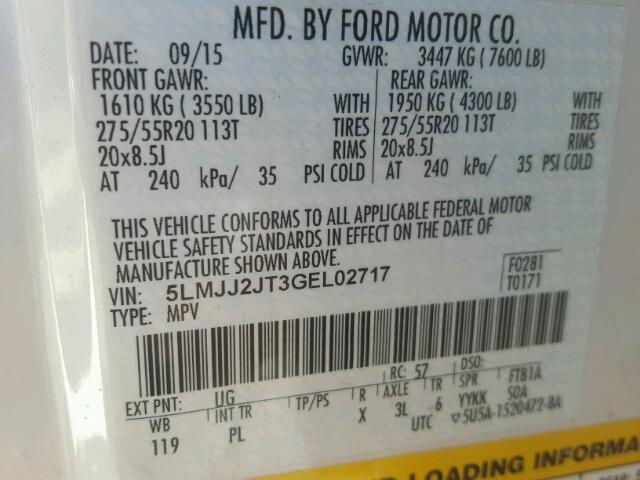 MFD. BY FORD MOTOR CO.
DATE: 09/15 GVWR: 3447 KG ( 7600 LB)
FRONT GAWR: REAR GAWR:
1610 KG ( 3550 LB) WITH 1950 KG ( 4300 LB) WITH
275/55R20 113T TIRES 275/55R20 113T TIRES
20x8.5J RIMS 20x8.5J RIMS
AT 240 kPa/ 35 PSI COLD AT 240 kPa/ 35 PSI COLD
THIS VEHICLE CONFORMS TO ALL APPLICABLE FEDERAL MOTOR
VEHICLE SAFETY STANDARDS IN EFFECT ON THE DATE OF
MANUFACTURE SHOWN ABOVE.
VIN: 5LMJJ2JT3GEL02717 F0281
TYPE: MPV T0171
EXT PNT: UG RC: 57 DSO: FT81A
WB INT TR TP/PS R AXLE TR SPR 50A
119 PL X 3L 6 YYKK
UTC ▽5U5A-1520472-BA
LOADING INFORMA